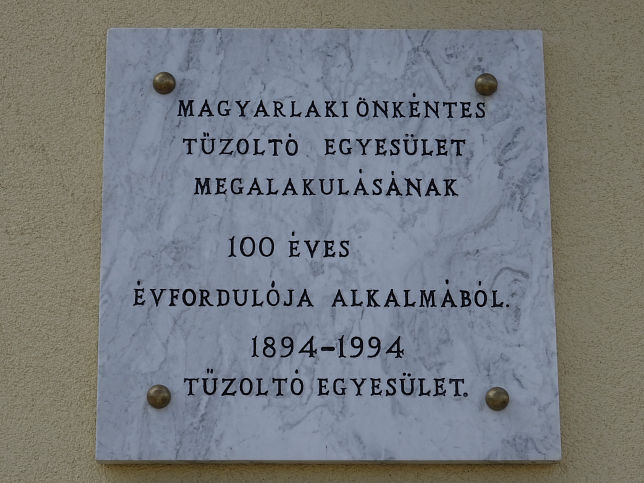 MAGYARLAKI ÖNKÉNTES
TŰZOLTÓ EGYESÜLET
MEGALAKULÁSÁNAK
100 ÉVES
ÉVFORDULÓJA ALKALMÁBÓL.
1894-1994
TŰZOLTÓ EGYESÜLET.